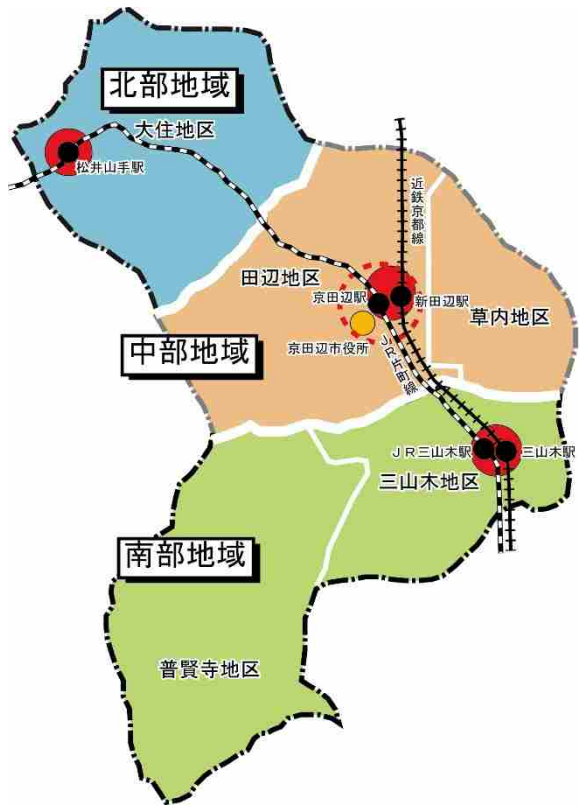 北部地域
大住地区
松井山手駅
近鉄京都線
田辺地区
京田辺駅
新田辺駅
草内地区
京田辺市役所
中部地域
JR片町線
JR三山木駅
三山木駅
三山木地区
南部地域
普賢寺地区